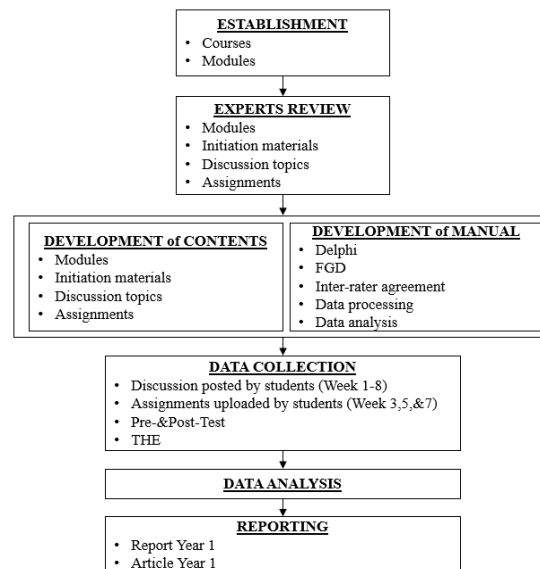 ESTABLISHMENT
• Courses
• Modules
EXPERTS REVIEW
• Modules
• Initiation materials
• Discussion topics
• Assignments
DEVELOPMENT of CONTENTS
• Modules
• Initiation materials
• Discussion topics
• Assignments
DEVELOPMENT of MANUAL
• Delphi
• FGD
• Inter-rater agreement
• Data processing
• Data analysis
DATA COLLECTION
• Discussion posted by students (Week 1-8)
• Assignments uploaded by students (Week 3,5,&7)
• Pre-&Post-Test
• THE
DATA ANALYSIS
REPORTING
• Report Year 1
• Article Year 1